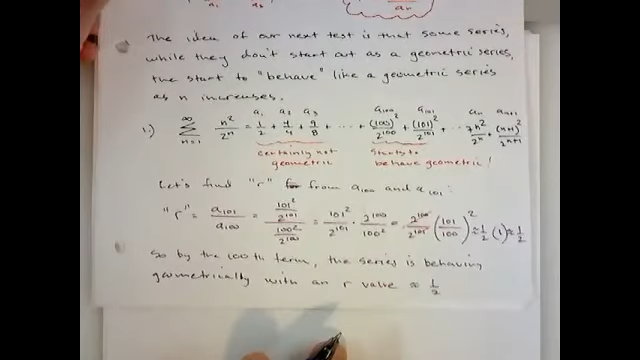 a₁ a₂ aₙ
The idea of our next test is that some series,
while they don't start out as a geometric series,
the start to "behave" like a geometric series
as n increases.
a₁ a₂ a₃ a₁₀₀ a₁₀₁ aₙ aₙ₊₁
1.) ∞ Σ n=1 n²/2ⁿ = 1/2 + 4/4 + 9/8 + ... + (100)²/2¹⁰⁰ + (101)²/2¹⁰¹ + ... n²/2ⁿ + (n+1)²/2ⁿ⁺¹
certainly not starts to
geometric behave geometric!
Let's find "r" from a₁₀₀ and a₁₀₁:
"r" = a₁₀₁/a₁₀₀ = (101²/2¹⁰¹)/(100²/2¹⁰⁰) = 101²/2¹⁰¹ · 2¹⁰⁰/100² = 2¹⁰⁰/2¹⁰¹ (101/100)² ≈ 1/2 (1) ≈ 1/2
So by the 100th term, the series is behaving
geometrically with an r value ≈ 1/2